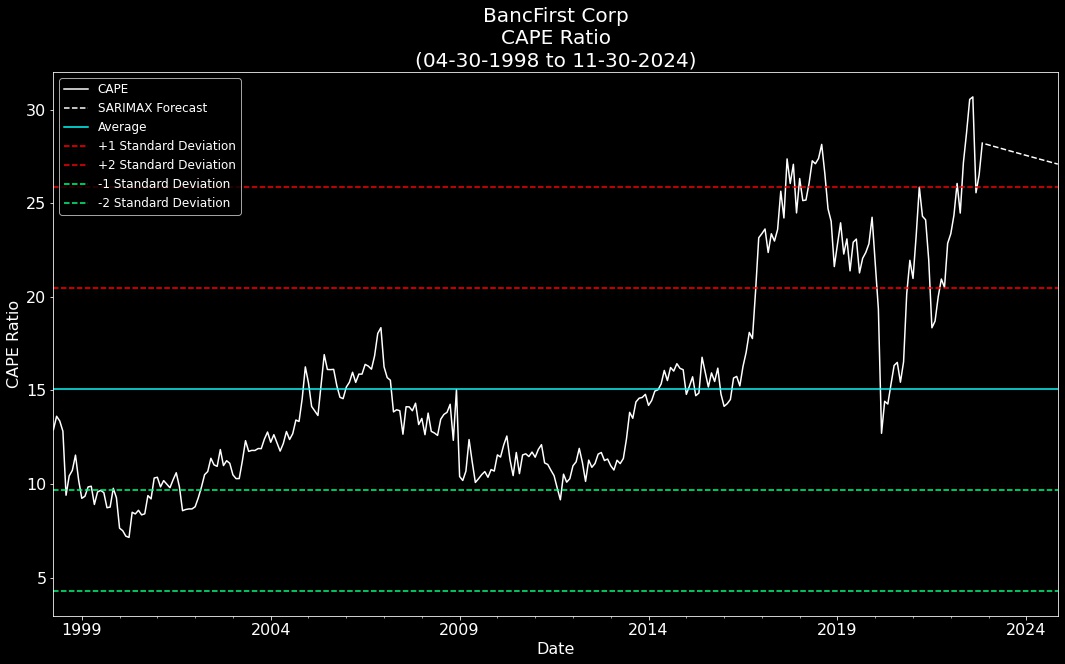 BancFirst Corp
CAPE Ratio
(04-30-1998 to 11-30-2024)
CAPE
SARIMAX Forecast
Average
+1 Standard Deviation
+2 Standard Deviation
-1 Standard Deviation
-2 Standard Deviation
30
25
20
15
10
5
CAPE Ratio
1999 2004 2009 2014 2019 2024
Date